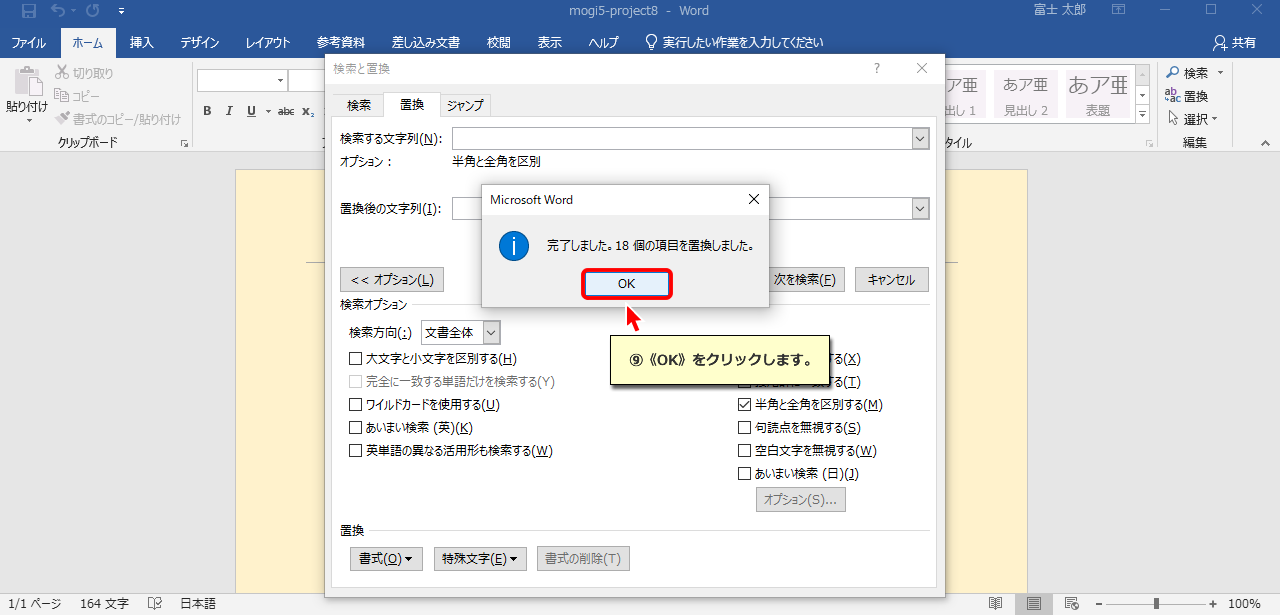 mogi5-project8 - Word
富士 太郎
ファイル ホーム 挿入 デザイン レイアウト 参考資料 差し込み文書 校閲 表示 ヘルプ 実行したい作業を入力してください 共有
貼り付け
切り取り
コピー
書式のコピー/貼り付け
クリップボード
B I U abc x₂
ア亜 あア亜 あア亜
出し 1 見出し 2 表題
タイル
検索
置換
選択
編集
検索と置換 ?
検索 置換 ジャンプ
検索する文字列(N):
オプション : 半角と全角を区別
置換後の文字列(I):
Microsoft Word
完了しました。18 個の項目を置換しました。
OK
<< オプション(L) 次を検索(F) キャンセル
検索オプション
検索方向(:) 文書全体
⑨《OK》をクリックします。
大文字と小文字を区別する(H) る(X)
完全に一致する単語だけを検索する(Y) る(T)
ワイルドカードを使用する(U) 半角と全角を区別する(M)
あいまい検索 (英)(K) 句読点を無視する(S)
英単語の異なる活用形も検索する(W) 空白文字を無視する(W)
あいまい検索 (日)(J)
オプション(S)...
置換
書式(O) 特殊文字(E) 書式の削除(T)
1/1 ページ 164 文字 日本語 100%